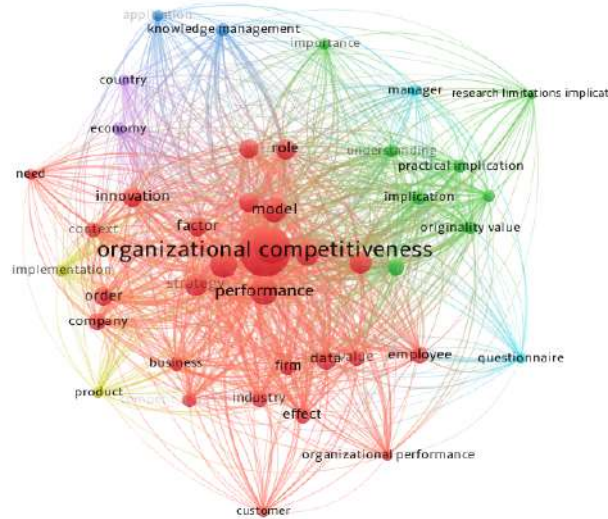 application
knowledge management
importance
country
manager
research limitations implicat
economy
role
understanding
practical implication
need
innovation
model
implication
context
factor
originality value
organizational competitiveness
implementation
strategy
performance
order
company
business
firm
data
value
employee
questionnaire
product
industry
effect
organizational performance
customer